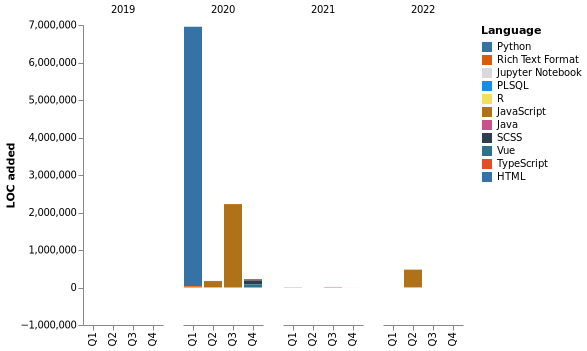 2019 2020 2021 2022
Language
Python
Rich Text Format
Jupyter Notebook
PLSQL
R
JavaScript
Java
SCSS
Vue
TypeScript
HTML
LOC added
7,000,000
6,000,000
5,000,000
4,000,000
3,000,000
2,000,000
1,000,000
0
−1,000,000
Q1 Q2 Q3 Q4 Q1 Q2 Q3 Q4 Q1 Q2 Q3 Q4 Q1 Q2 Q3 Q4